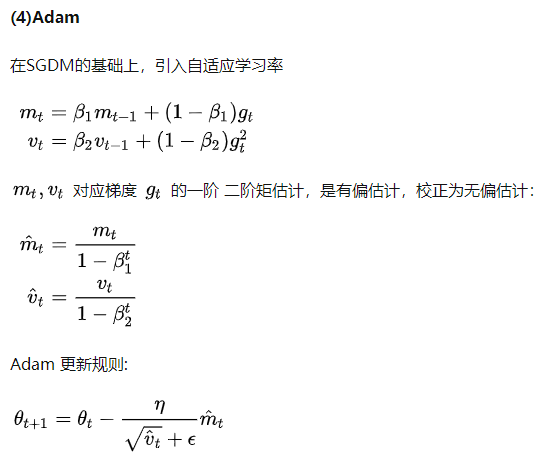 (4)Adam
在SGDM的基础上，引入自适应学习率
m_t = β_1 m_{t−1} + (1 − β_1)g_t
v_t = β_2 v_{t−1} + (1 − β_2)g_t^2
m_t, v_t 对应梯度 g_t 的一阶 二阶矩估计，是有偏估计，校正为无偏估计：
\hat{m}_t = \frac{m_t}{1 − β_1^t}
\hat{v}_t = \frac{v_t}{1 − β_2^t}
Adam 更新规则:
θ_{t+1} = θ_t − \frac{η}{\sqrt{\hat{v}_t} + ϵ} \hat{m}_t